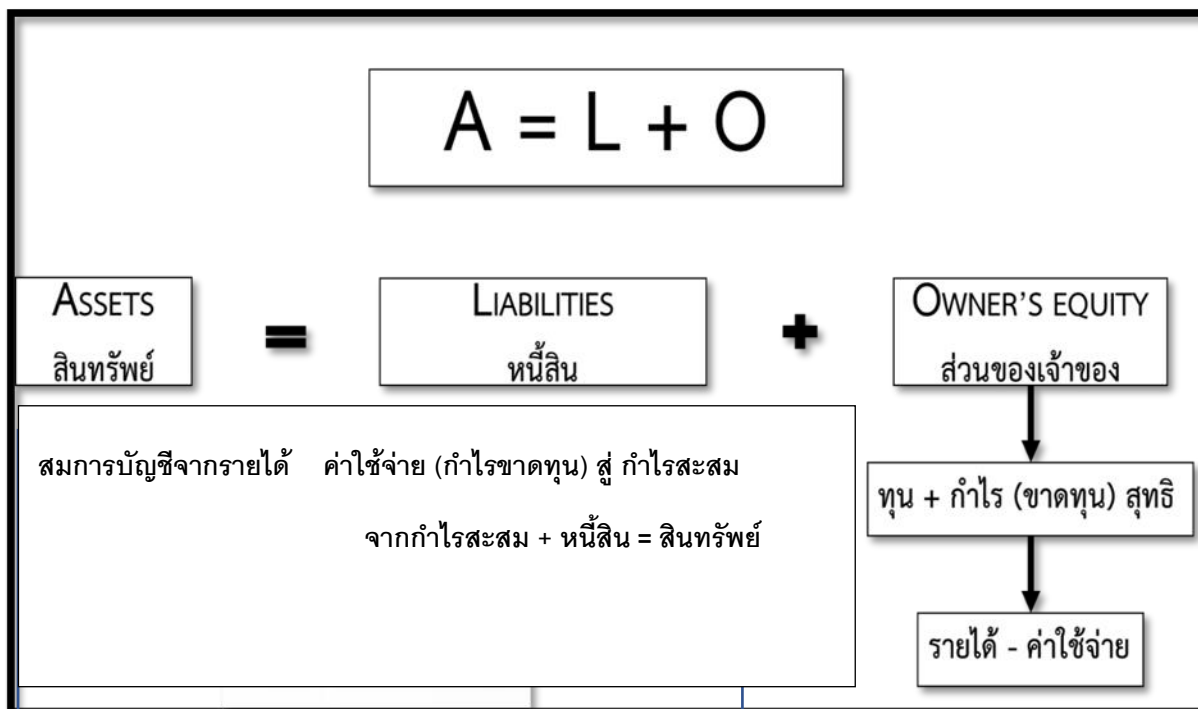 A = L + O
ASSETS
สินทรัพย์
=
LIABILITIES
หนี้สิน
+
OWNER'S EQUITY
ส่วนของเจ้าของ
สมการบัญชีจากรายได้ ค่าใช้จ่าย (กำไรขาดทุน) สู่ กำไรสะสม
จากกำไรสะสม + หนี้สิน = สินทรัพย์
ทุน + กำไร (ขาดทุน) สุทธิ
รายได้ - ค่าใช้จ่าย